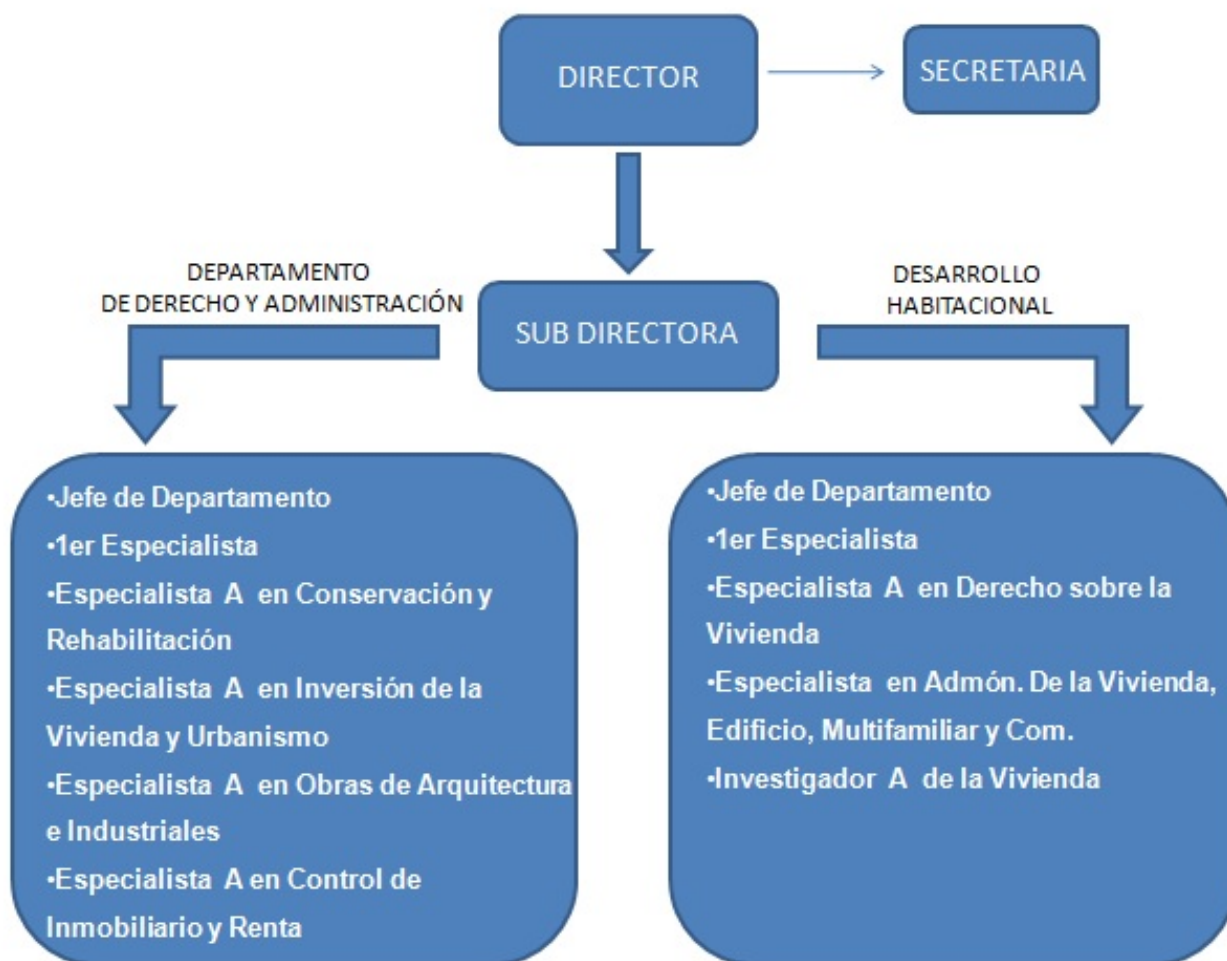 DIRECTOR
SECRETARIA
DEPARTAMENTO
DE DERECHO Y ADMINISTRACIÓN
SUB DIRECTORA
DESARROLLO
HABITACIONAL
•Jefe de Departamento
•1er Especialista
•Especialista A en Conservación y
Rehabilitación
•Especialista A en Inversión de la
Vivienda y Urbanismo
•Especialista A en Obras de Arquitectura
e Industriales
•Especialista A en Control de
Inmobiliario y Renta
•Jefe de Departamento
•1er Especialista
•Especialista A en Derecho sobre la
Vivienda
•Especialista en Admón. De la Vivienda,
Edificio, Multifamiliar y Com.
•Investigador A de la Vivienda